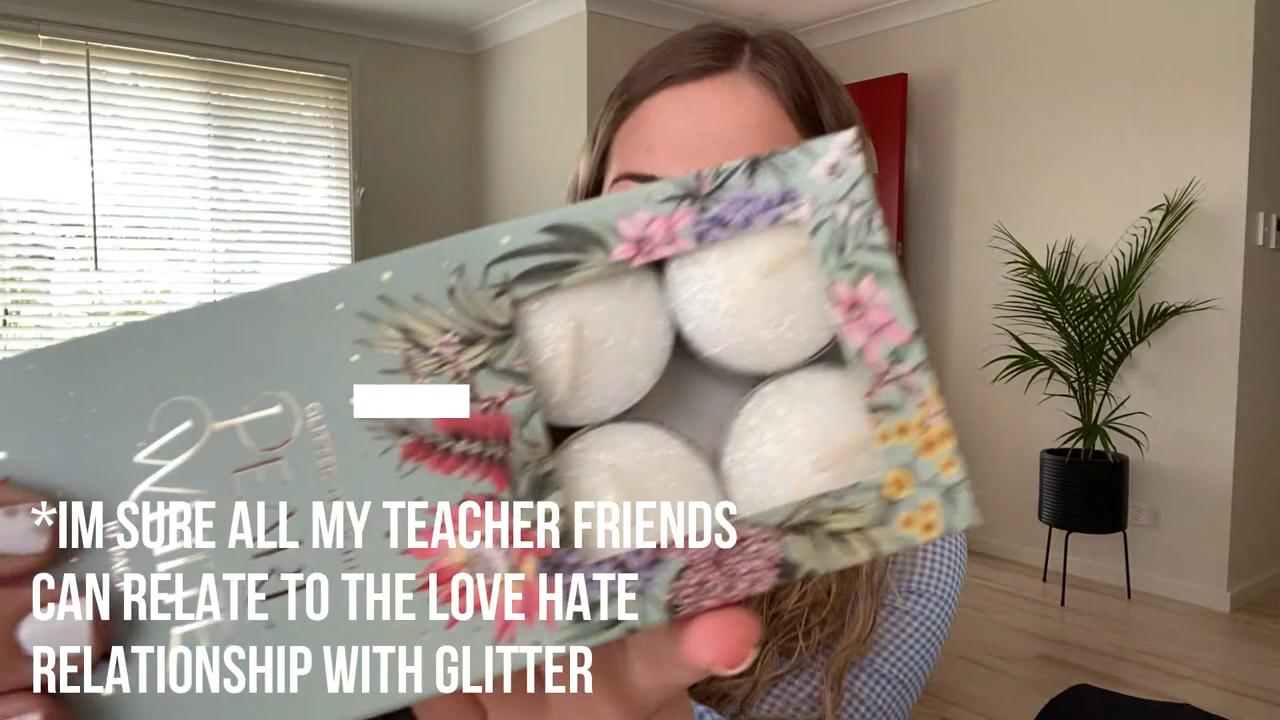 *IM SURE ALL MY TEACHER FRIENDS
CAN RELATE TO THE LOVE HATE
RELATIONSHIP WITH GLITTER